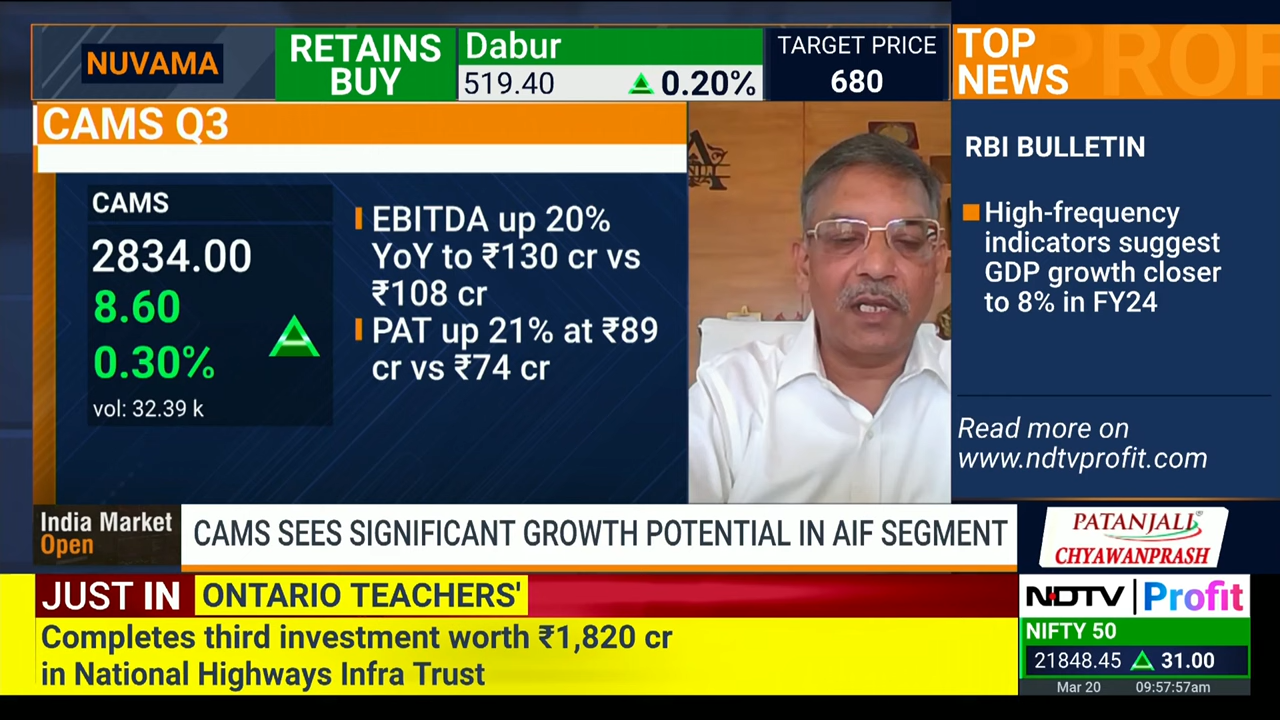 NUVAMA
RETAINS
BUY
Dabur
519.40
0.20%
TARGET PRICE
680
TOP
NEWS
CAMS Q3
CAMS
2834.00
8.60
0.30%
vol: 32.39 k
EBITDA up 20%
YoY to ₹130 cr vs
₹108 cr
PAT up 21% at ₹89
cr vs ₹74 cr
RBI BULLETIN
High-frequency
indicators suggest
GDP growth closer
to 8% in FY24
Read more on
www.ndtvprofit.com
India Market
Open
CAMS SEES SIGNIFICANT GROWTH POTENTIAL IN AIF SEGMENT
PATANJALI
CHYAWANPRASH
JUST IN
ONTARIO TEACHERS'
Completes third investment worth ₹1,820 cr
in National Highways Infra Trust
NDTV Profit
NIFTY 50
21848.45 31.00
Mar 20 09:57:57am